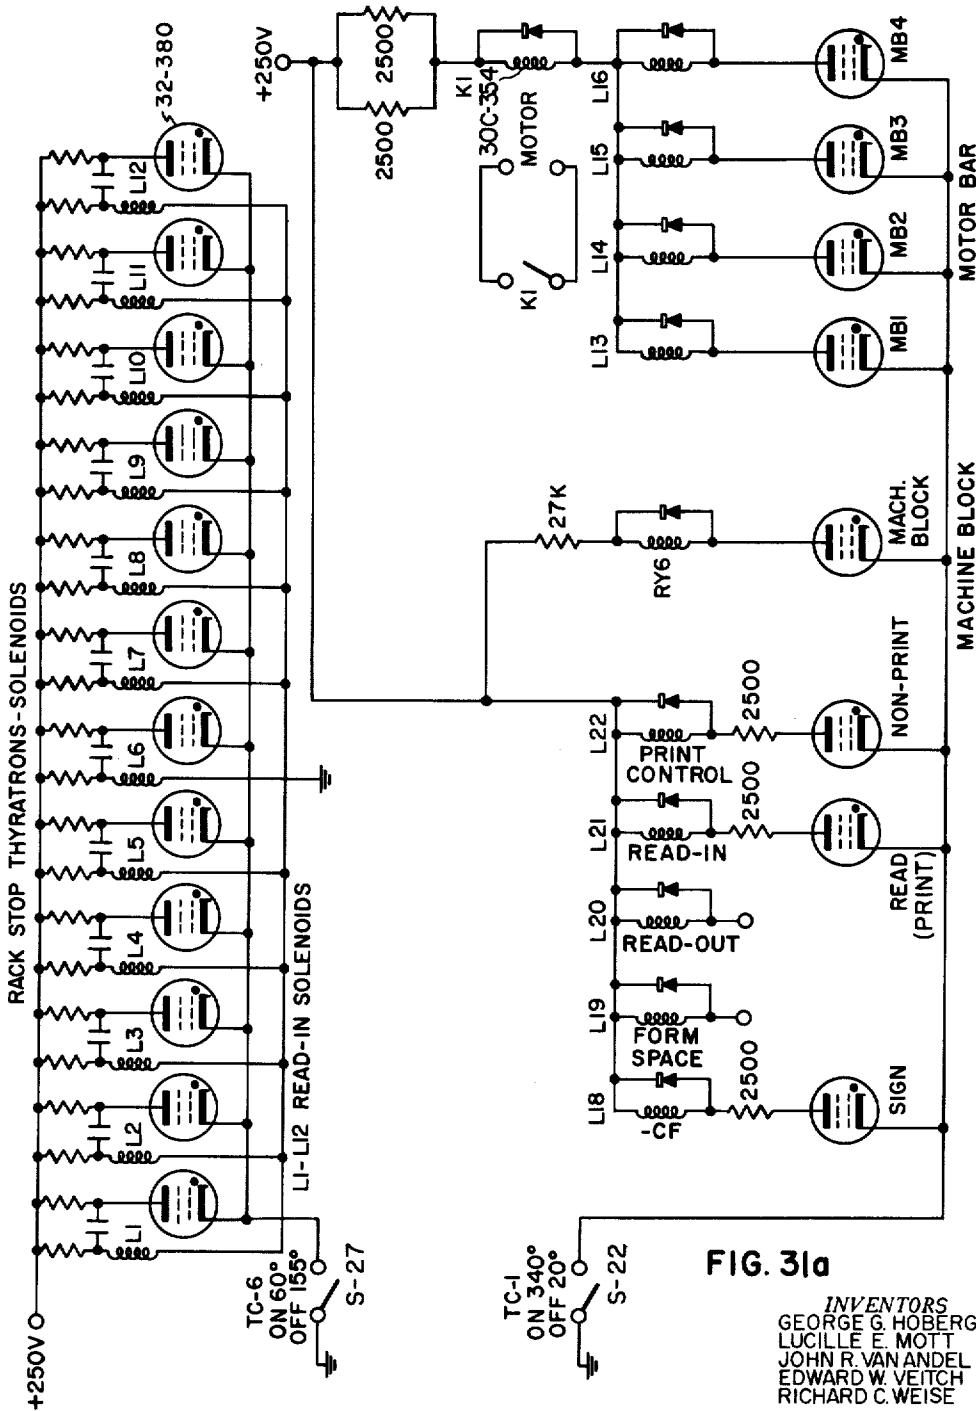 RACK STOP THYRATRONS-SOLENOIDS
32-380
+250V
L1
L2
L3
L4
L5
L6
L7
L8
L9
L10
L11
L12
L1-L12 READ-IN SOLENOIDS
TC-6
ON 60°
OFF 155°
S-27
+250V
2500
2500
K1
30C-354
MOTOR
K1
L13
L14
L15
L16
MB1
MB2
MB3
MB4
MOTOR BAR
27K
RY6
MACH.
BLOCK
MACHINE BLOCK
L18
-CF
2500
SIGN
L19
FORM
SPACE
L20
READ-OUT
L21
READ-IN
2500
READ
(PRINT)
L22
PRINT
CONTROL
2500
NON-PRINT
TC-1
ON 340°
OFF 20°
S-22
FIG. 31a
INVENTORS
GEORGE G. HOBERG
LUCILLE E. MOTT
JOHN R. VAN ANDEL
EDWARD W. VEITCH
RICHARD C. WEISE